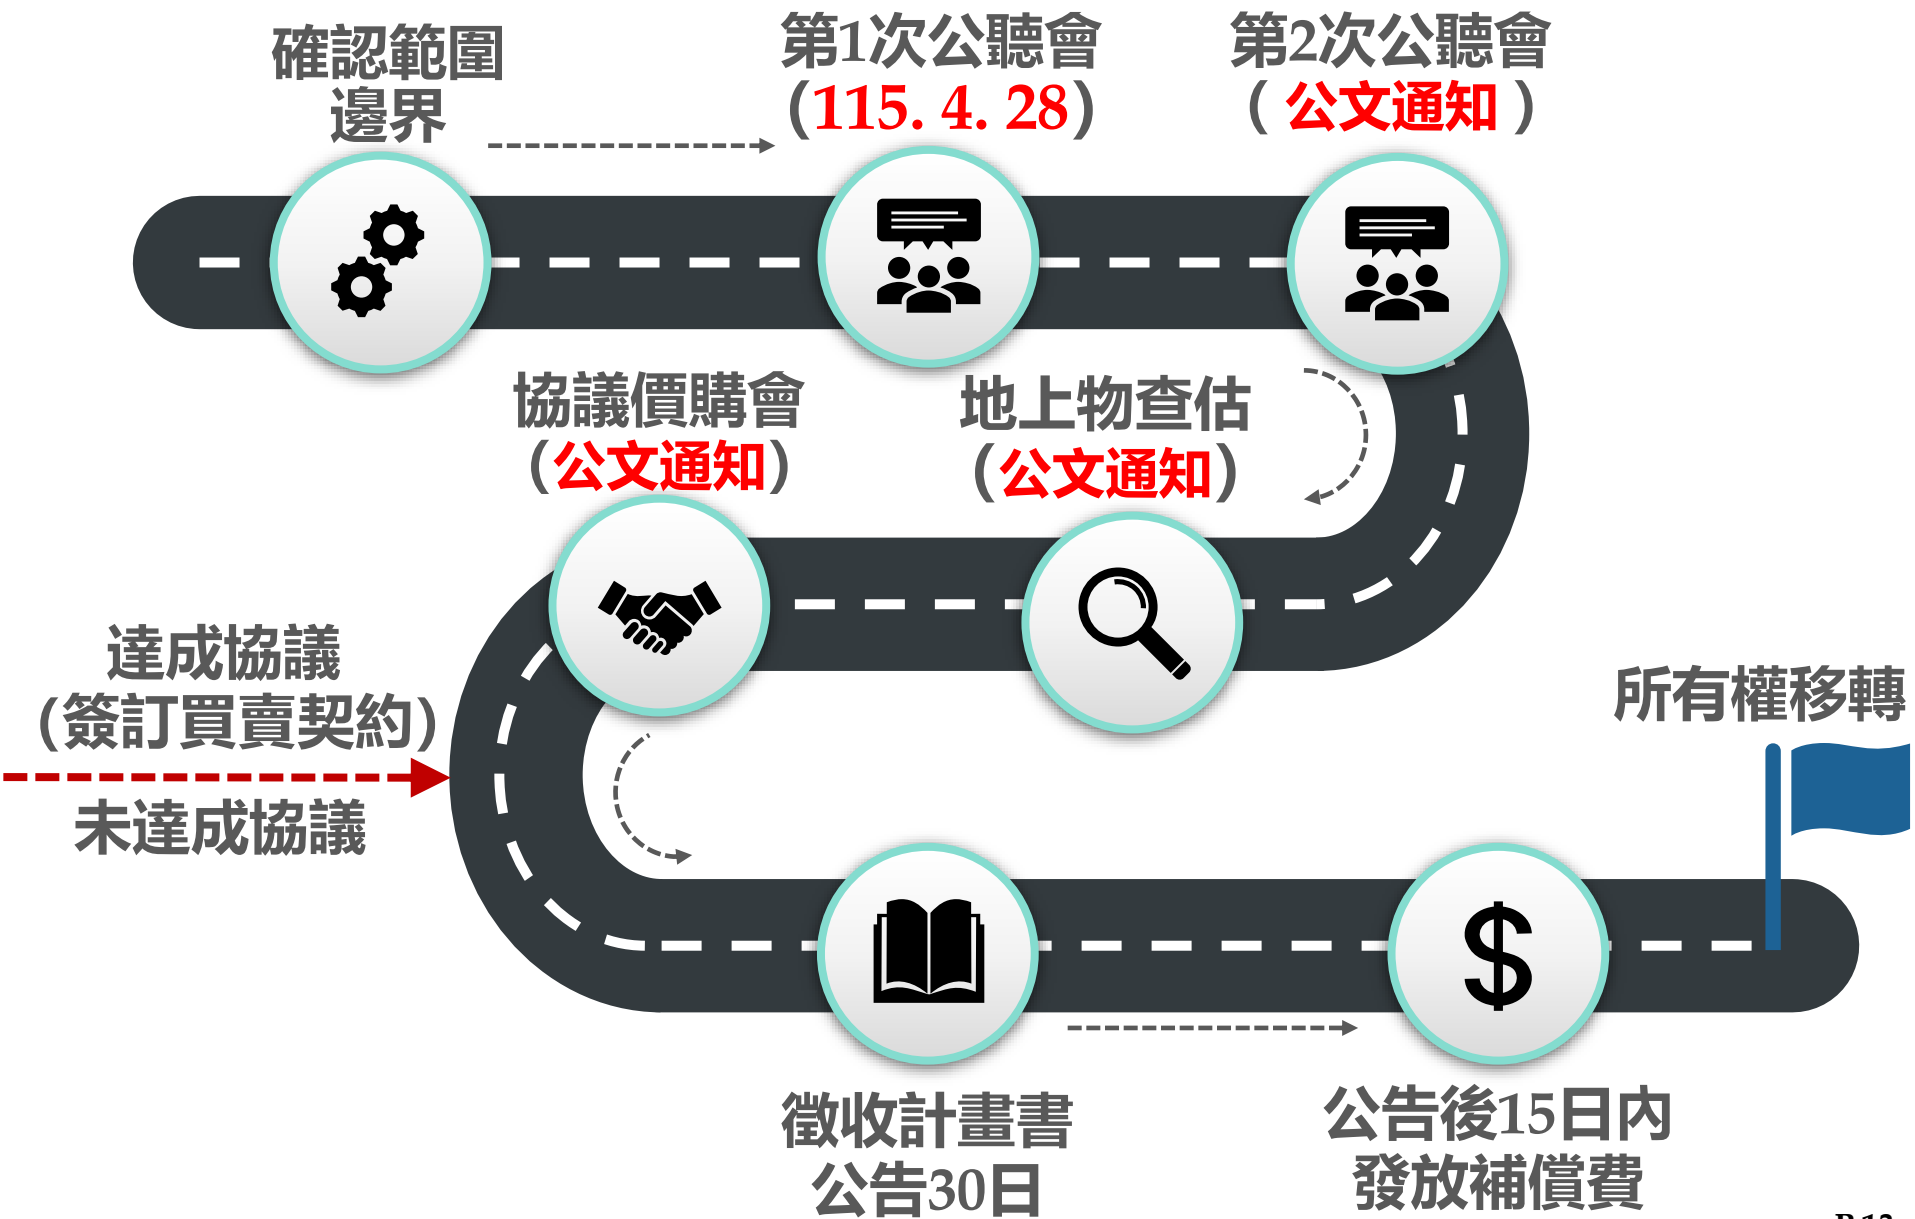 確認範圍
邊界
第1次公聽會
(115. 4. 28)
第2次公聽會
( 公文通知 )
地上物查估
(公文通知)
協議價購會
(公文通知)
達成協議
(簽訂買賣契約)
未達成協議
徵收計畫書
公告30日
公告後15日內
發放補償費
所有權移轉